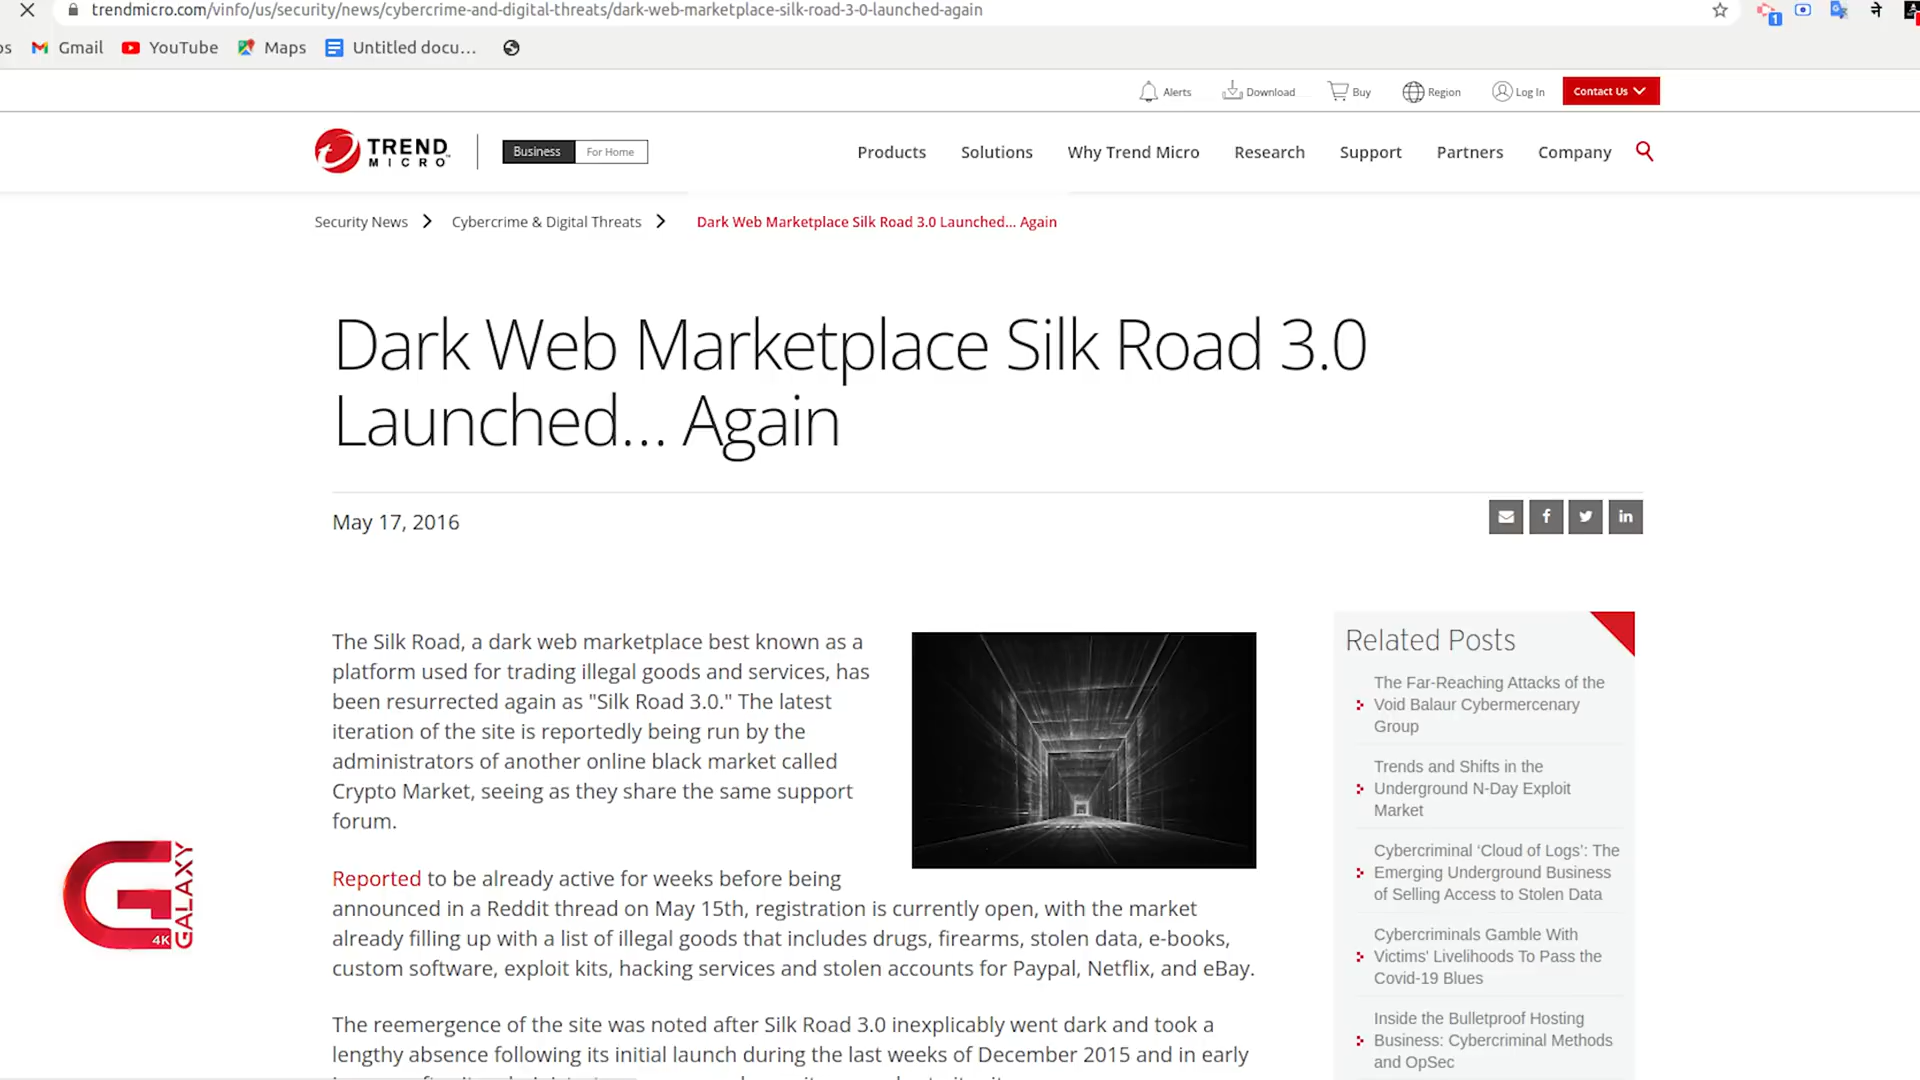 trendmicro.com/vinfo/us/security/news/cybercrime-and-digital-threats/dark-web-marketplace-silk-road-3-0-launched-again
1
ने
os
Gmail
YouTube
Maps
Untitled docu…
Alerts
Download
Buy
Region
Log In
Contact Us
TREND
MICRO™
Business
For Home
Products
Solutions
Why Trend Micro
Research
Support
Partners
Company
Security News
Cybercrime & Digital Threats
Dark Web Marketplace Silk Road 3.0 Launched... Again
Dark Web Marketplace Silk Road 3.0
Launched... Again
May 17, 2016
The Silk Road, a dark web marketplace best known as a
platform used for trading illegal goods and services, has
been resurrected again as "Silk Road 3.0." The latest
iteration of the site is reportedly being run by the
administrators of another online black market called
Crypto Market, seeing as they share the same support
forum.
Reported to be already active for weeks before being
announced in a Reddit thread on May 15th, registration is currently open, with the market
already filling up with a list of illegal goods that includes drugs, firearms, stolen data, e-books,
custom software, exploit kits, hacking services and stolen accounts for Paypal, Netflix, and eBay.
The reemergence of the site was noted after Silk Road 3.0 inexplicably went dark and took a
lengthy absence following its initial launch during the last weeks of December 2015 and in early
Related Posts
The Far-Reaching Attacks of the
Void Balaur Cybermercenary
Group
Trends and Shifts in the
Underground N-Day Exploit
Market
Cybercriminal ‘Cloud of Logs’: The
Emerging Underground Business
of Selling Access to Stolen Data
Cybercriminals Gamble With
Victims' Livelihoods To Pass the
Covid-19 Blues
Inside the Bulletproof Hosting
Business: Cybercriminal Methods
and OpSec
G
4K
GALAXY